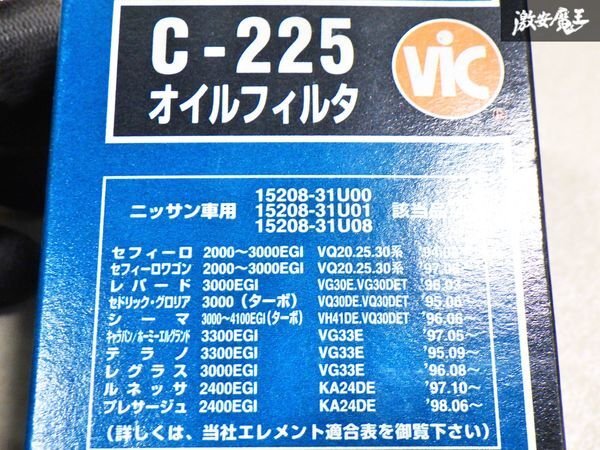 激安魔王
C-225
オイルフィルタ
VIC
ニッサン車用
15208-31U00
15208-31U01
15208-31U08
該当品
セフィーロ 2000～3000EGI VQ20.25.30系
セフィーロワゴン 2000～3000EGI VQ20.25.30系 '97.06～
レパード 3000EGI VG30E.VG30DET '96.03～
セドリック・グロリア 3000（ターボ） VQ30DE.VQ30DET '95.06～
シーマ 3000～4100EGI（ターボ） VH41DE.VQ30DET '96.06～
キャラバン/ホーミーエルグランド 3300EGI VG33E '97.05～
テラノ 3300EGI VG33E '95.09～
レグラス 3300EGI VG33E '96.08～
ルネッサ 2400EGI KA24DE '97.10～
プレサージュ 2400EGI KA24DE '98.06～
（詳しくは、当社エレメント適合表を御覧下さい）